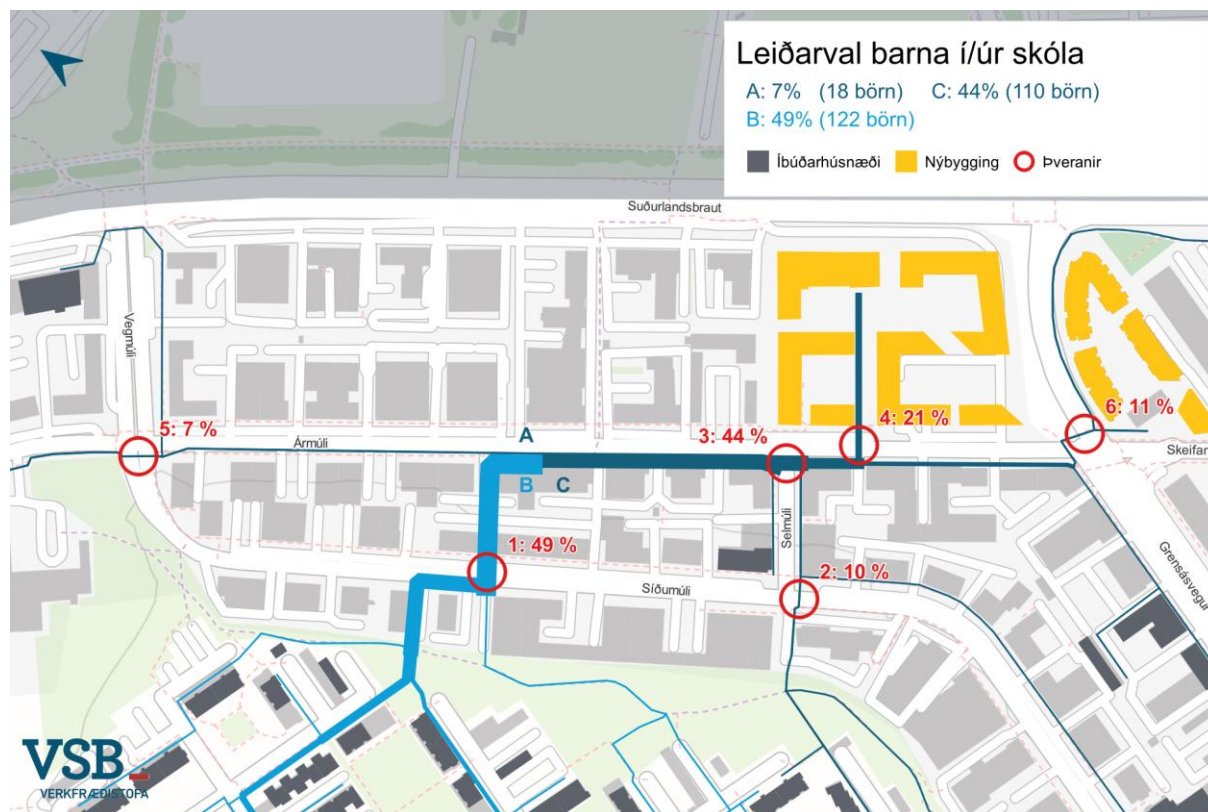 Leiðarval barna í/úr skóla
A: 7% (18 börn) C: 44% (110 börn)
B: 49% (122 börn)
Íbúðarhúsnæði Nýbygging Þveranir
Suðurlandsbraut
Vegmúli
5: 7 %
Ármúli
A
B
C
3: 44 %
4: 21 %
6: 11 %
Skeifan
1: 49 %
Selmúli
2: 10 %
Síðumúli
Grensásvegur
VSB
VERKFRÆÐISTOFA